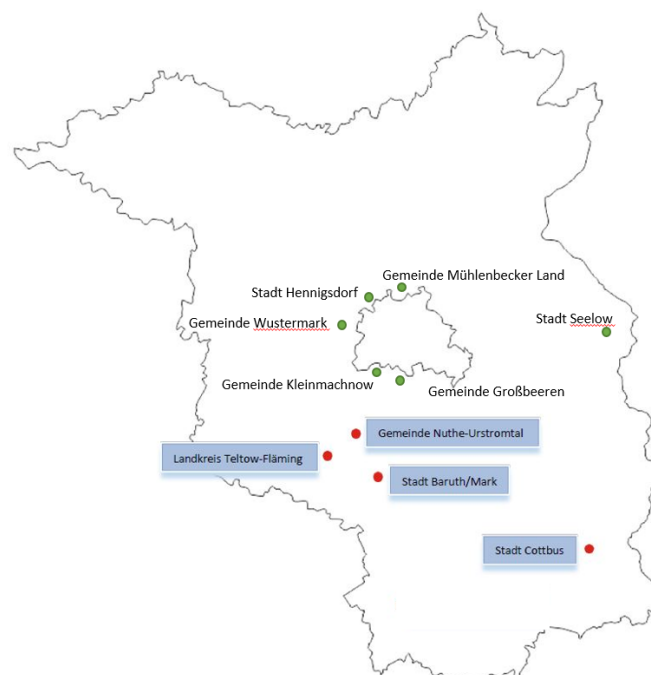 Gemeinde Mühlenbecker Land
Stadt Hennigsdorf
Gemeinde Wustermark
Stadt Seelow
Gemeinde Kleinmachnow
Gemeinde Großbeeren
Gemeinde Nuthe-Urstromtal
Landkreis Teltow-Fläming
Stadt Baruth/Mark
Stadt Cottbus